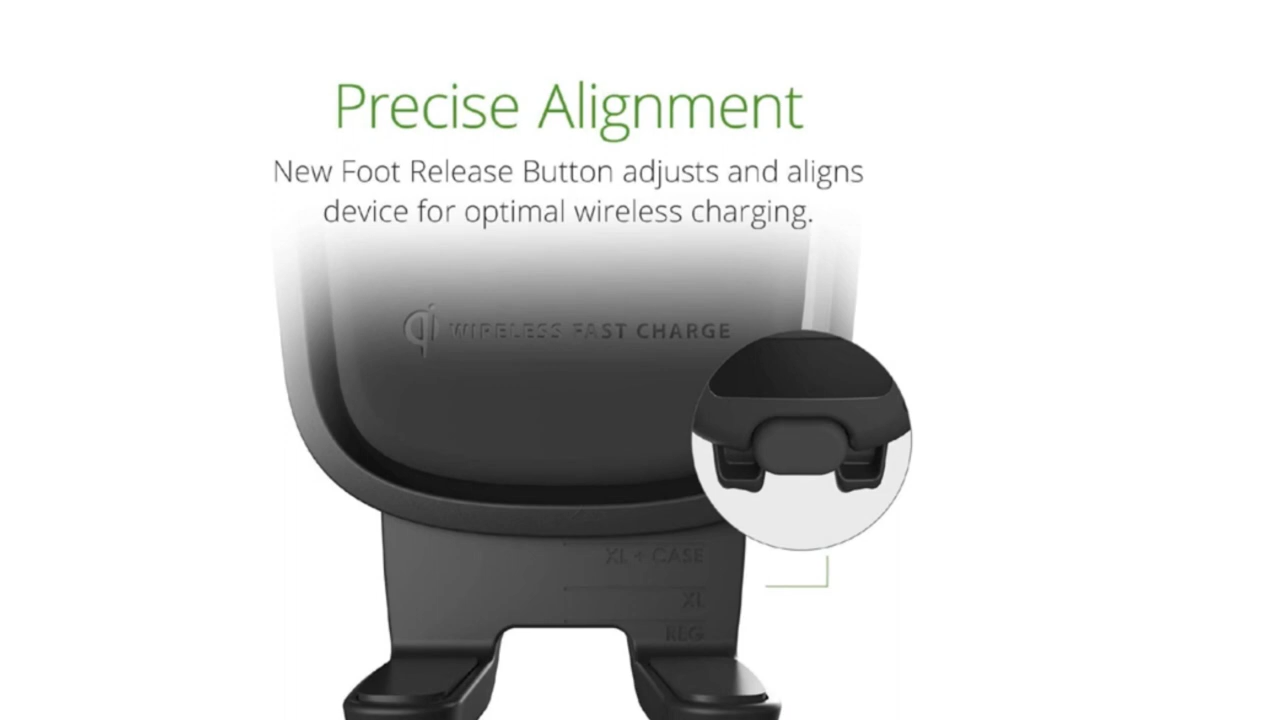 Precise Alignment
New Foot Release Button adjusts and aligns
device for optimal wireless charging.
qi WIRELESS FAST CHARGE
XL + CASE
XL
REG